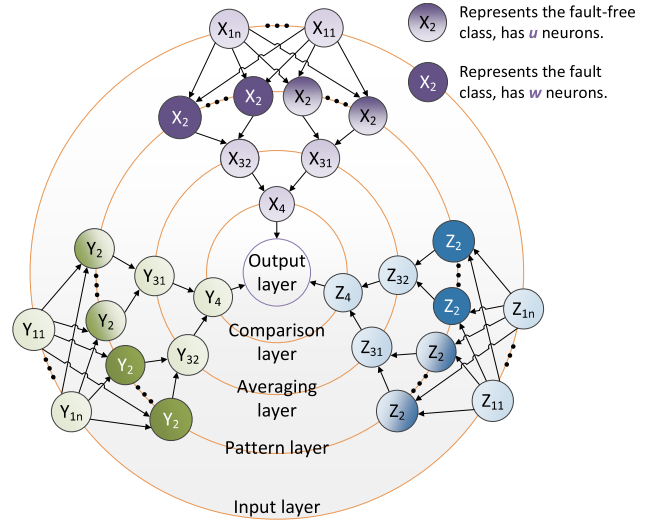 X1n
X11
X2
Represents the fault-free
class, has u neurons.
X2
Represents the fault
class, has w neurons.
X2
X2
X2
X2
X32
X31
X4
Output
layer
Y2
Y31
Y4
Y2
Y11
Y2
Y32
Y1n
Y2
Z2
Z32
Z4
Z2
Z1n
Z31
Z2
Z2
Z11
Comparison
layer
Averaging
layer
Pattern layer
Input layer